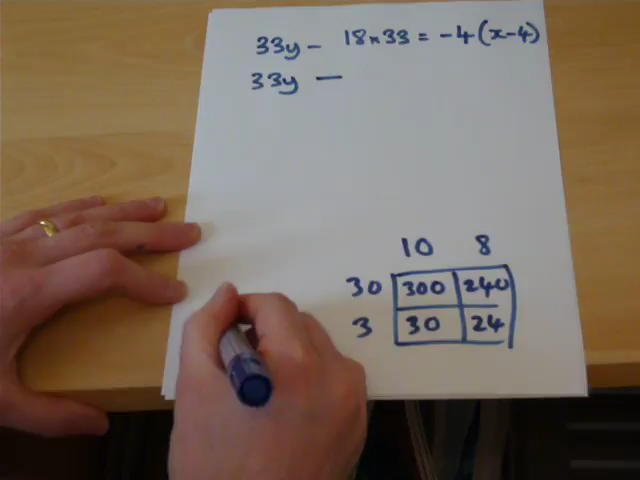 33y - 18×33 = -4(x-4)
33y -
10 8
30 300 240
3 30 24